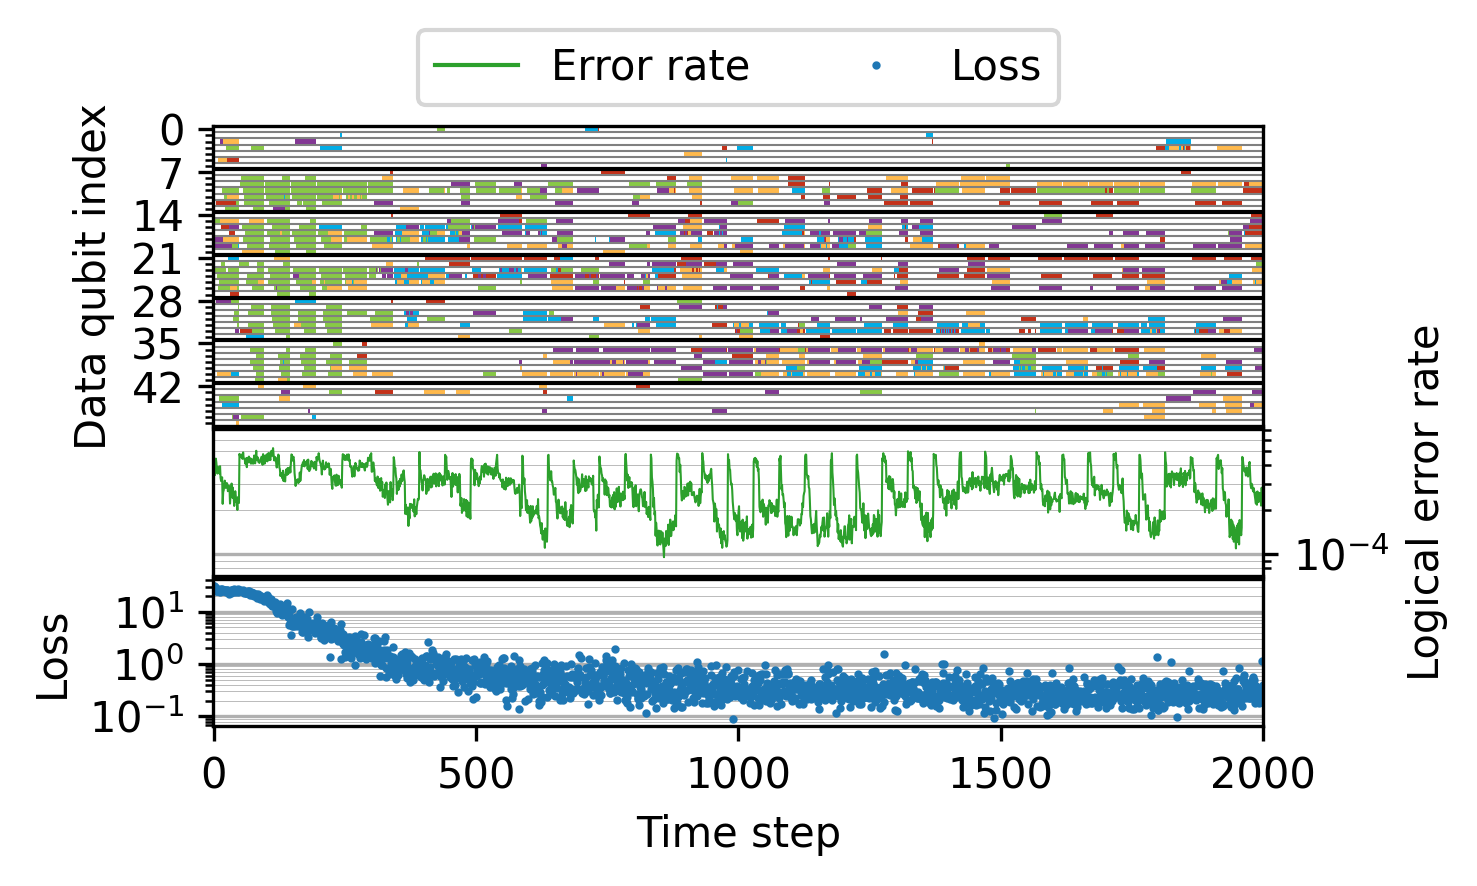 Error rate
Loss
Data qubit index
0
7
14
21
28
35
42
Logical error rate
10⁻⁴
Loss
10¹
10⁰
10⁻¹
0
500
1000
1500
2000
Time step